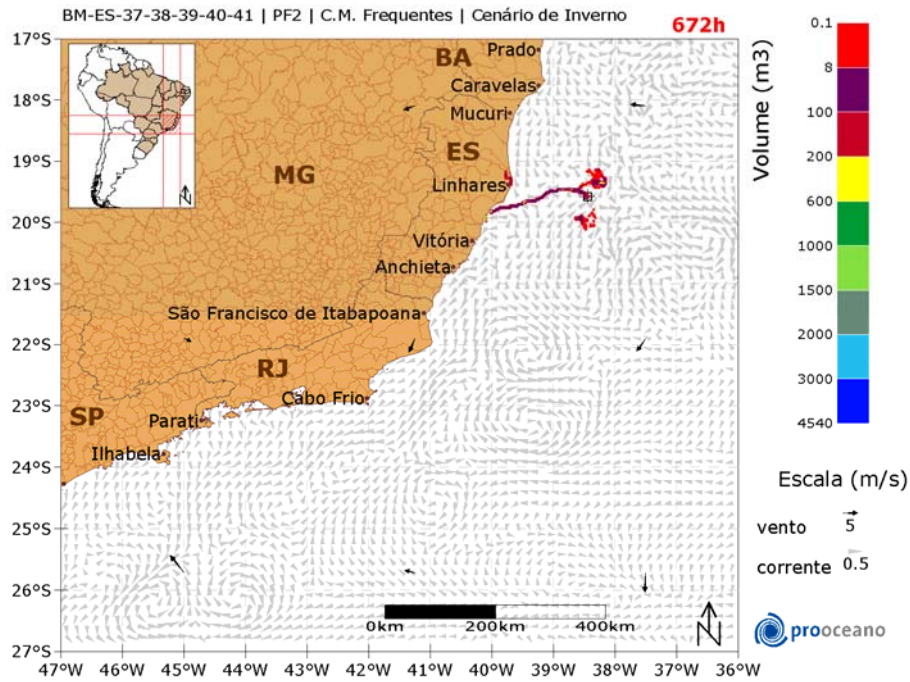 BM-ES-37-38-39-40-41 | PF2 | C.M. Frequentes | Cenário de Inverno
672h
17°S
18°S
19°S
20°S
21°S
22°S
23°S
24°S
25°S
26°S
27°S
BA
Prado
Caravelas
Mucuri
ES
MG
Linhares
Vitória
Anchieta
São Francisco de Itabapoana
RJ
Cabo Frio
SP
Parati
Ilhabela
N
0km 200km 400km
N
47°W 46°W 45°W 44°W 43°W 42°W 41°W 40°W 39°W 38°W 37°W 36°W
Volume (m3)
0.1
8
100
200
600
1000
1500
2000
3000
4540
Escala (m/s)
vento 5
corrente 0.5
prooceano